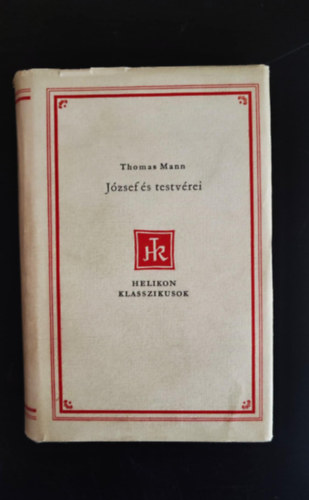 Thomas Mann
József és testvérei
HK
HELIKON
KLASSZIKUSOK